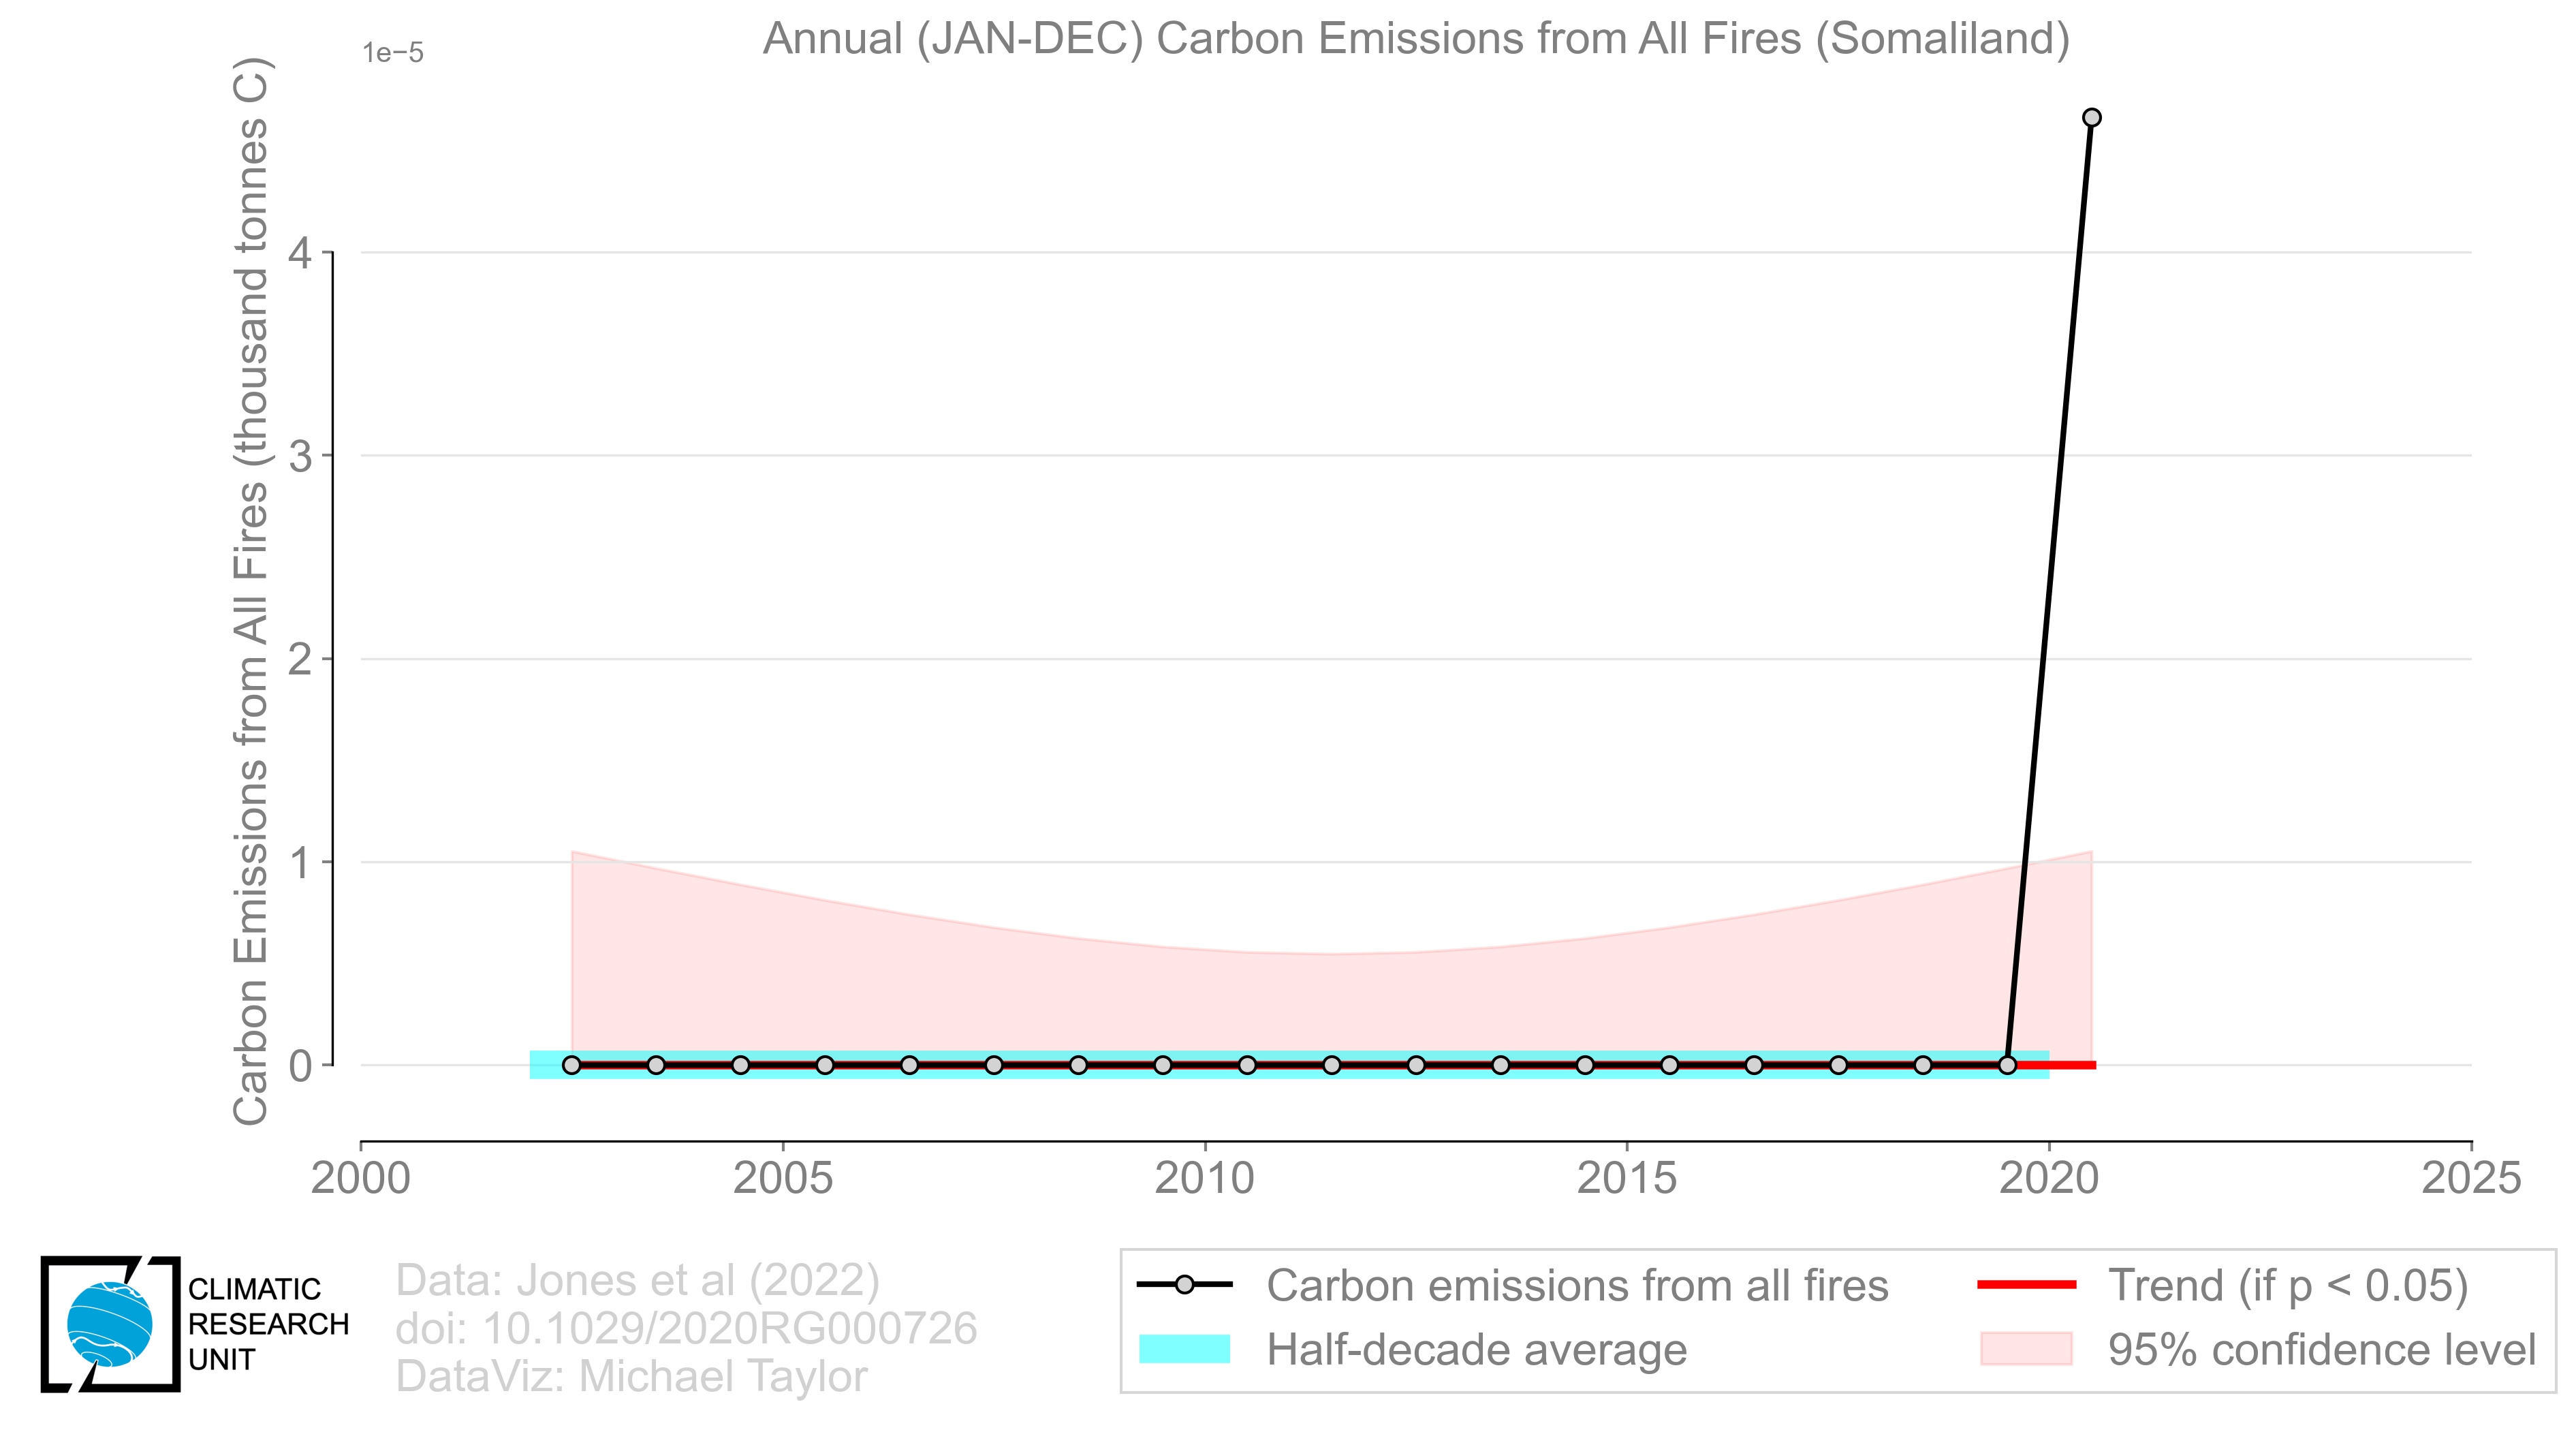 Annual (JAN-DEC) Carbon Emissions from All Fires (Somaliland)
1e−5
Carbon Emissions from All Fires (thousand tonnes C)
4
3
2
1
0
2000 2005 2010 2015 2020 2025
CLIMATIC
RESEARCH
UNIT
Data: Jones et al (2022)
doi: 10.1029/2020RG000726
DataViz: Michael Taylor
Carbon emissions from all fires
Half-decade average
Trend (if p < 0.05)
95% confidence level